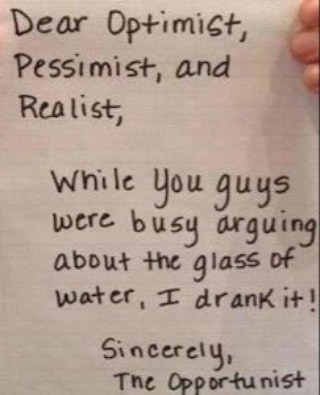 Dear Optimist,
Pessimist, and
Realist,
While You guys
were busy arguing
about the glass of
water, I drank it!
Sincerely,
The Opportunist